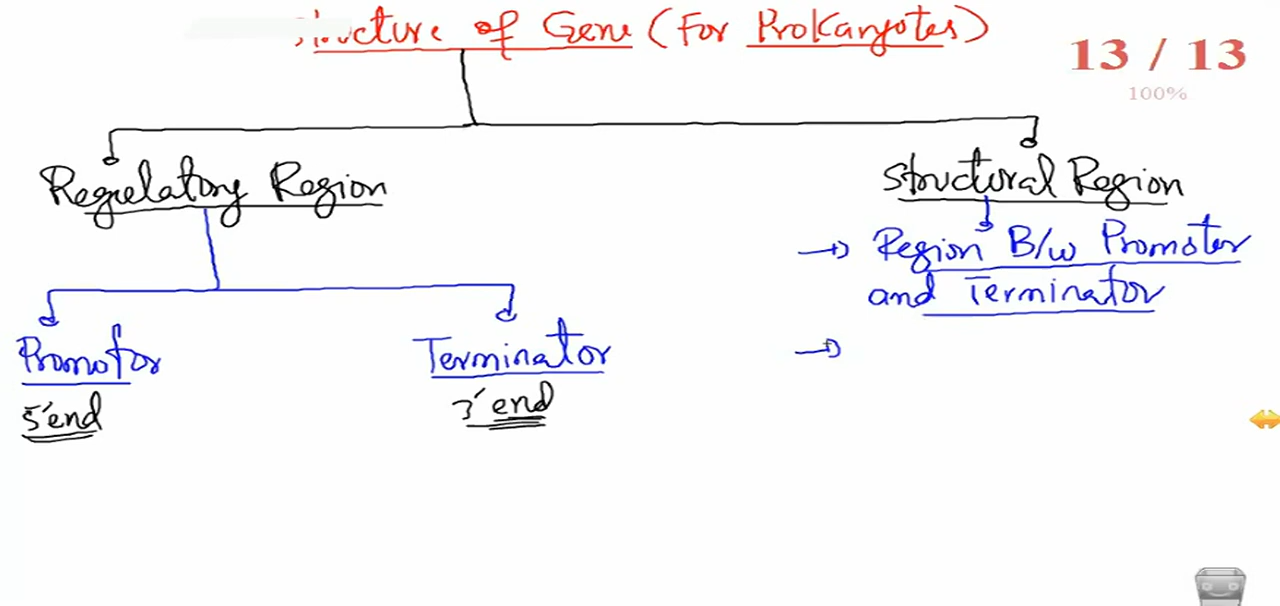 Structure of Gene (For Prokaryotes)
13 / 13
100%
Regulatory Region
Structural Region
→ Region B/w Promoter
and Terminator
Promotor
5' end
Terminator
3' end
→